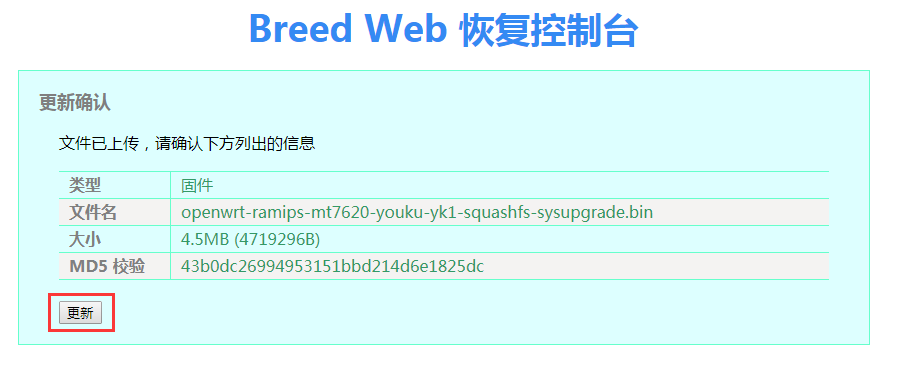 Breed Web 恢复控制台
更新确认
文件已上传，请确认下方列出的信息
类型 固件
文件名 openwrt-ramips-mt7620-youku-yk1-squashfs-sysupgrade.bin
大小 4.5MB (4719296B)
MD5 校验 43b0dc26994953151bbd214d6e1825dc
更新